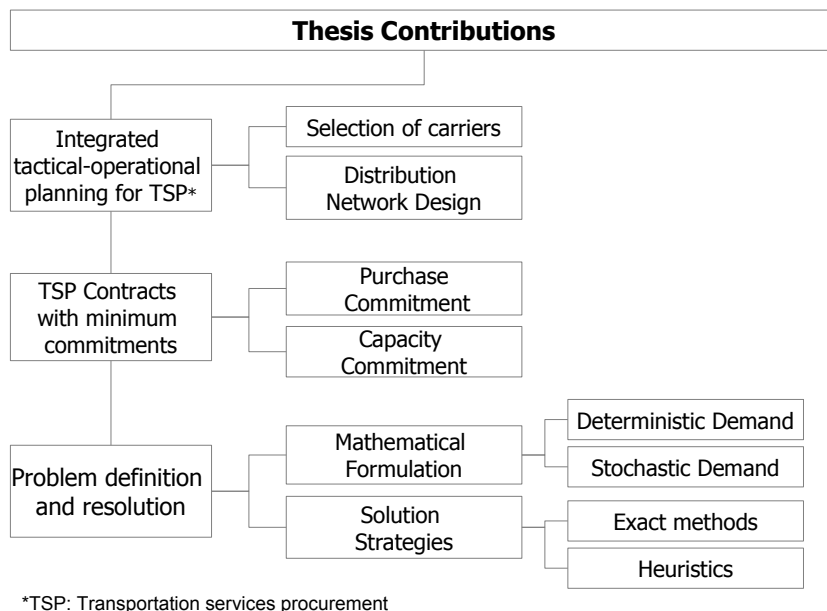 Thesis Contributions
Integrated
tactical-operational
planning for TSP*
Selection of carriers
Distribution
Network Design
TSP Contracts
with minimum
commitments
Purchase
Commitment
Capacity
Commitment
Problem definition
and resolution
Mathematical
Formulation
Deterministic Demand
Stochastic Demand
Solution
Strategies
Exact methods
Heuristics
*TSP: Transportation services procurement